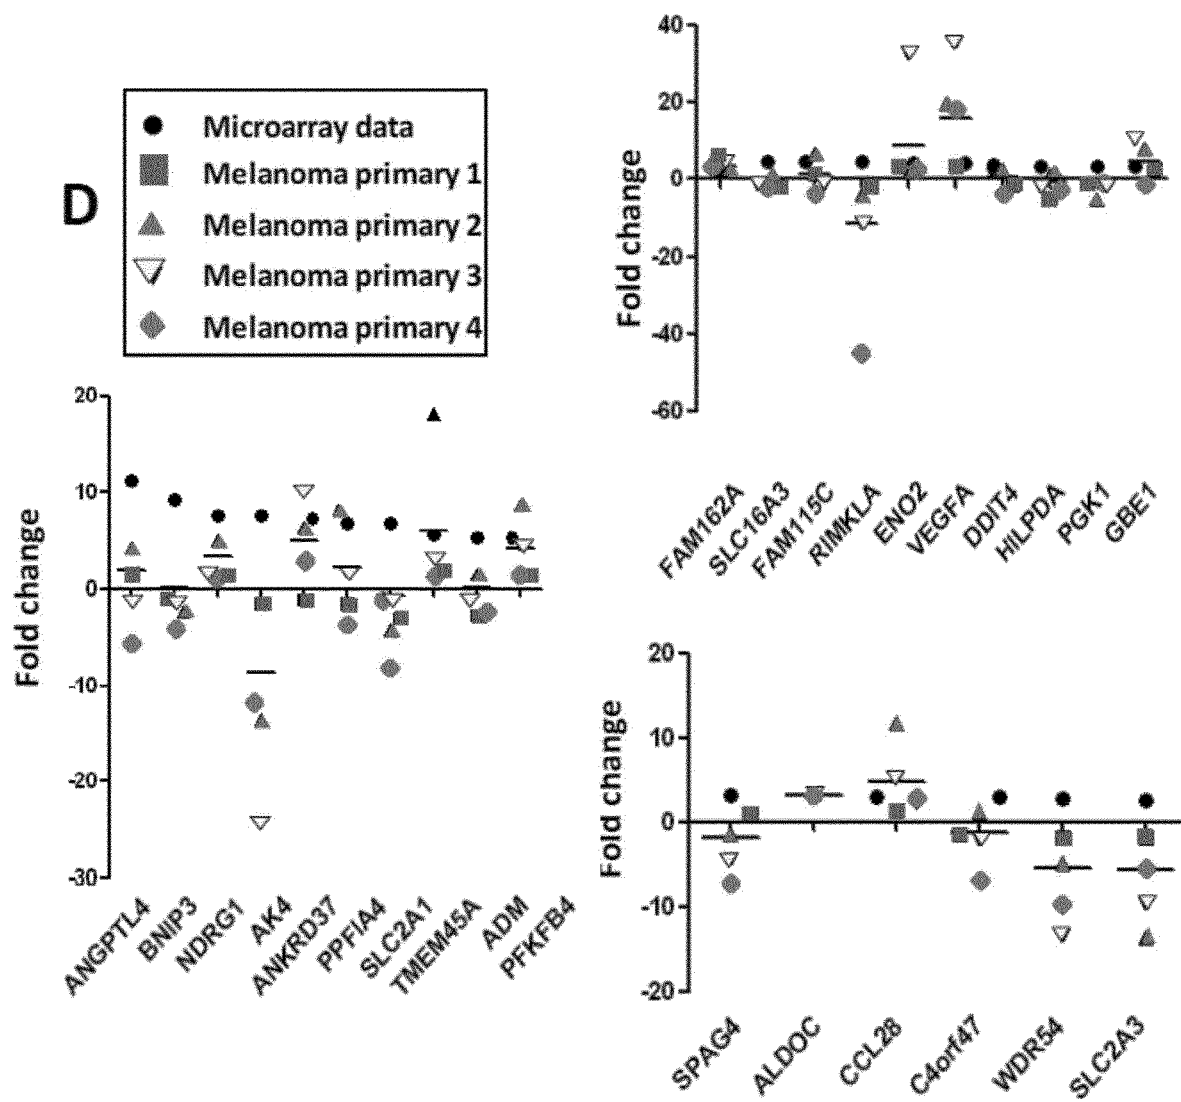 D
Microarray data
Melanoma primary 1
Melanoma primary 2
Melanoma primary 3
Melanoma primary 4
Fold change
20
10
0
-10
-20
-30
ANGPTL4
BNIP3
NDRG1
AK4
ANKRD37
PPFIA4
SLC2A1
TMEM45A
ADM
PFKFB4
Fold change
40
20
0
-20
-40
-60
FAM162A
SLC16A3
FAM115C
RIMKLA
ENO2
VEGFA
DDIT4
HILPDA
PGK1
GBE1
Fold change
20
10
0
-10
-20
SPAG4
ALDOC
CCL28
C4orf47
WDR54
SLC2A3